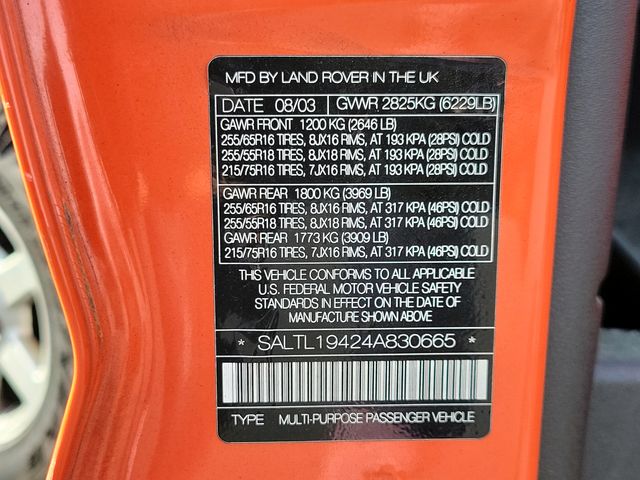 MFD BY LAND ROVER IN THE UK
DATE 08/03 GVWR 2825KG (6229LB)
GAWR FRONT 1200 KG (2646 LB)
255/65R16 TIRES, 8JX16 RIMS, AT 193 KPA (28PSI) COLD
255/55R18 TIRES, 8JX18 RIMS, AT 193 KPA (28PSI) COLD
215/75R16 TIRES, 7JX16 RIMS, AT 193 KPA (28PSI) COLD
GAWR REAR 1800 KG (3969 LB)
255/65R16 TIRES, 8JX16 RIMS, AT 317 KPA (46PSI) COLD
255/55R18 TIRES, 8JX18 RIMS, AT 317 KPA (46PSI) COLD
GAWR REAR 1773 KG (3909 LB)
215/75R16 TIRES, 7JX16 RIMS, AT 317 KPA (46PSI) COLD
THIS VEHICLE CONFORMS TO ALL APPLICABLE
U.S. FEDERAL MOTOR VEHICLE SAFETY
STANDARDS IN EFFECT ON THE DATE OF
MANUFACTURE SHOWN ABOVE
* SALTL19424A830665 *
TYPE MULTI-PURPOSE PASSENGER VEHICLE